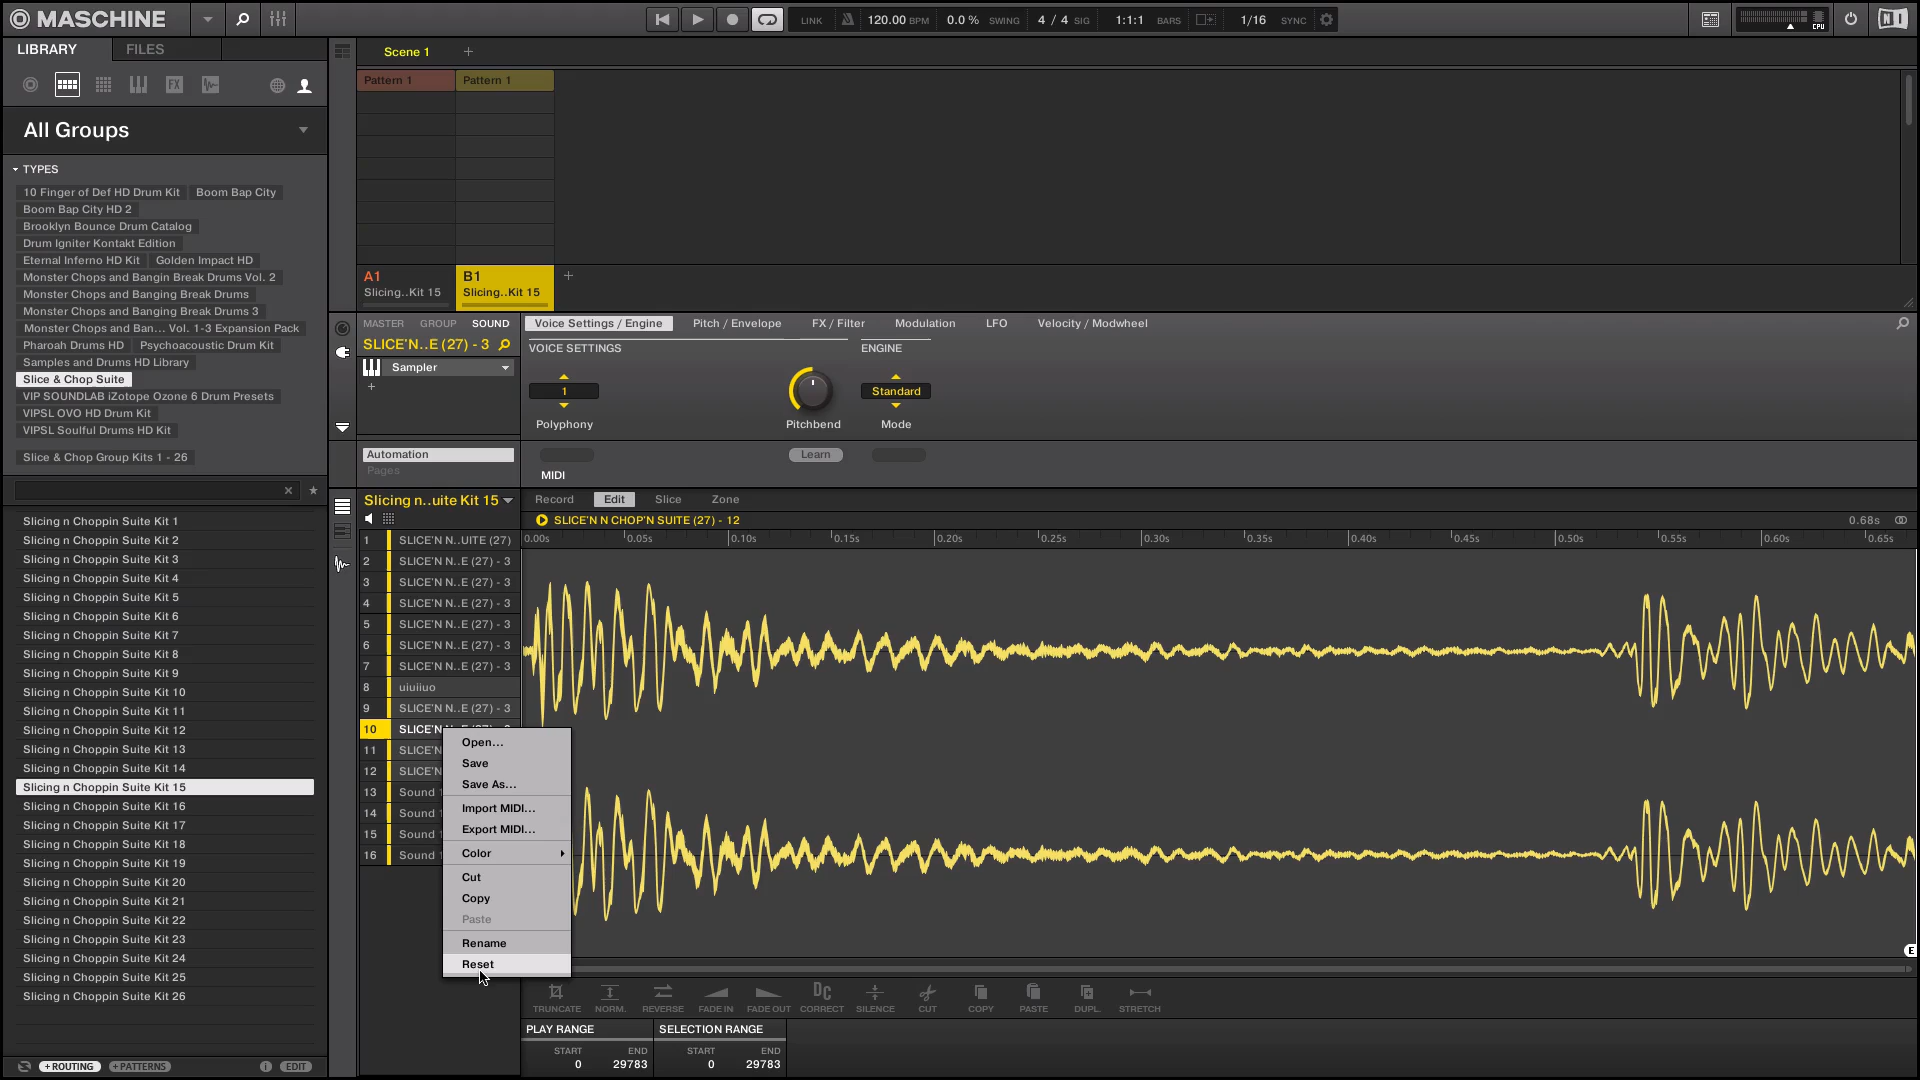 MASCHINE
LINK 120.00 BPM 0.0 % SWING 4 / 4 SIG 1:1:1 BARS 1/16 SYNC CPU
LIBRARY FILES
Scene 1 +
FX
All Groups
TYPES
10 Finger of Def HD Drum Kit Boom Bap City
Boom Bap City HD 2
Brooklyn Bounce Drum Catalog
Drum Igniter Kontakt Edition
Eternal Inferno HD Kit Golden Impact HD
Monster Chops and Bangin Break Drums Vol. 2
Monster Chops and Banging Break Drums
Monster Chops and Banging Break Drums 3
Monster Chops and Ban... Vol. 1-3 Expansion Pack
Pharoah Drums HD Psychoacoustic Drum Kit
Samples and Drums HD Library
Slice & Chop Suite
VIP SOUNDLAB iZotope Ozone 6 Drum Presets
VIPSL OVO HD Drum Kit
VIPSL Soulful Drums HD Kit
Slice & Chop Group Kits 1 - 26
Slicing n Choppin Suite Kit 1
Slicing n Choppin Suite Kit 2
Slicing n Choppin Suite Kit 3
Slicing n Choppin Suite Kit 4
Slicing n Choppin Suite Kit 5
Slicing n Choppin Suite Kit 6
Slicing n Choppin Suite Kit 7
Slicing n Choppin Suite Kit 8
Slicing n Choppin Suite Kit 9
Slicing n Choppin Suite Kit 10
Slicing n Choppin Suite Kit 11
Slicing n Choppin Suite Kit 12
Slicing n Choppin Suite Kit 13
Slicing n Choppin Suite Kit 14
Slicing n Choppin Suite Kit 15
Slicing n Choppin Suite Kit 16
Slicing n Choppin Suite Kit 17
Slicing n Choppin Suite Kit 18
Slicing n Choppin Suite Kit 19
Slicing n Choppin Suite Kit 20
Slicing n Choppin Suite Kit 21
Slicing n Choppin Suite Kit 22
Slicing n Choppin Suite Kit 23
Slicing n Choppin Suite Kit 24
Slicing n Choppin Suite Kit 25
Slicing n Choppin Suite Kit 26
+ROUTING +PATTERNS i EDIT
Pattern 1 Pattern 1
A1 B1 +
Slicing..Kit 15 Slicing..Kit 15
MASTER GROUP SOUND Voice Settings / Engine Pitch / Envelope FX / Filter Modulation LFO Velocity / Modwheel
SLICE'N..E (27) - 3 VOICE SETTINGS ENGINE
Sampler
+
1 Standard
Polyphony Pitchbend Mode
Automation Learn
Pages
MIDI
Slicing n..uite Kit 15 Record Edit Slice Zone
SLICE'N N CHOP'N SUITE (27) - 12 0.68s
0.00s 0.05s 0.10s 0.15s 0.20s 0.25s 0.30s 0.35s 0.40s 0.45s 0.50s 0.55s 0.60s 0.65s
1 SLICE'N N..UITE (27)
2 SLICE'N N..E (27) - 3
3 SLICE'N N..E (27) - 3
4 SLICE'N N..E (27) - 3
5 SLICE'N N..E (27) - 3
6 SLICE'N N..E (27) - 3
7 SLICE'N N..E (27) - 3
8 uiuiiuo
9 SLICE'N N..E (27) - 3
10 SLICE'N N..E (27) - 3
11 SLICE'N
12 SLICE'N
13 Sound 1
14 Sound 1
15 Sound 1
16 Sound 1
Open...
Save
Save As...
Import MIDI...
Export MIDI...
Color
Cut
Copy
Paste
Rename
Reset
E
TRUNCATE NORM. REVERSE FADE IN FADE OUT DC CORRECT SILENCE CUT COPY PASTE DUPL. STRETCH
PLAY RANGE SELECTION RANGE
START END START END
0 29783 0 29783